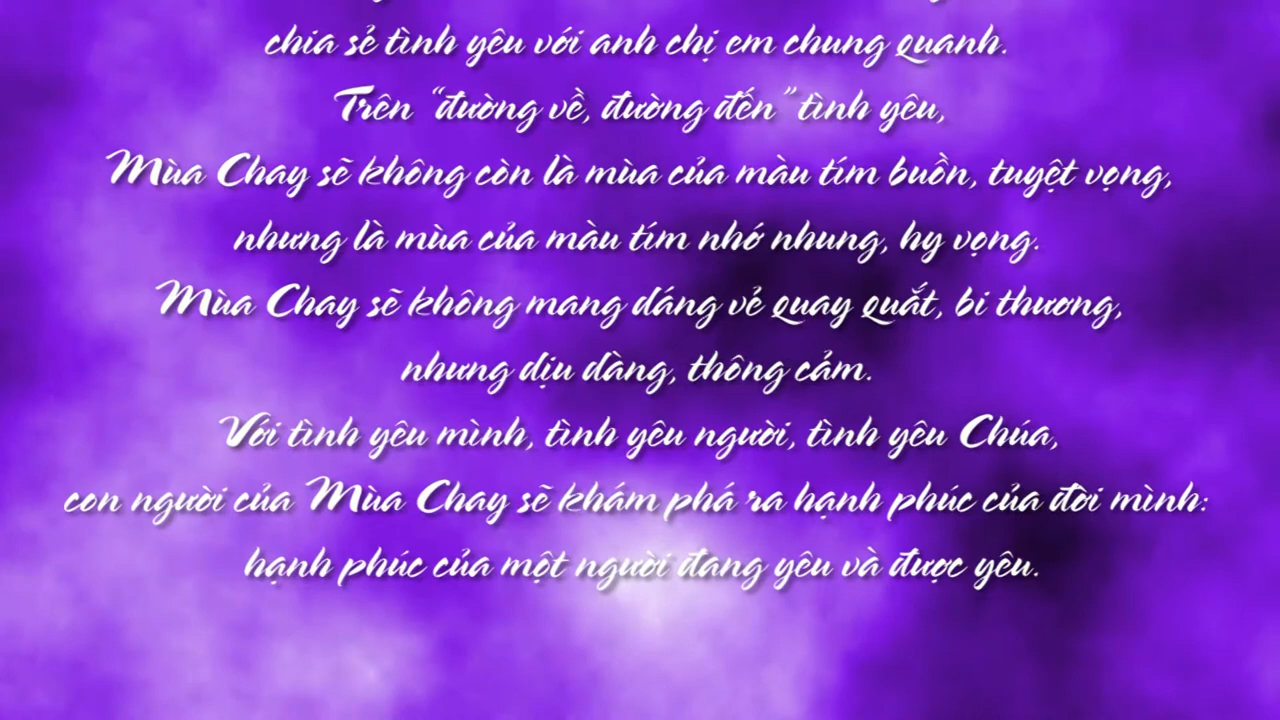 chia sẻ tình yêu với anh chị em chung quanh.
Trên “đường về, đường đến” tình yêu,
Mùa Chay sẽ không còn là mùa của màu tím buồn, tuyệt vọng,
nhưng là mùa của màu tím nhớ nhung, hy vọng.
Mùa Chay sẽ không mang dáng vẻ quay quắt, bi thương,
nhưng dịu dàng, thông cảm.
Với tình yêu mình, tình yêu người, tình yêu Chúa,
con người của Mùa Chay sẽ khám phá ra hạnh phúc của đời mình:
hạnh phúc của một người đang yêu và được yêu.